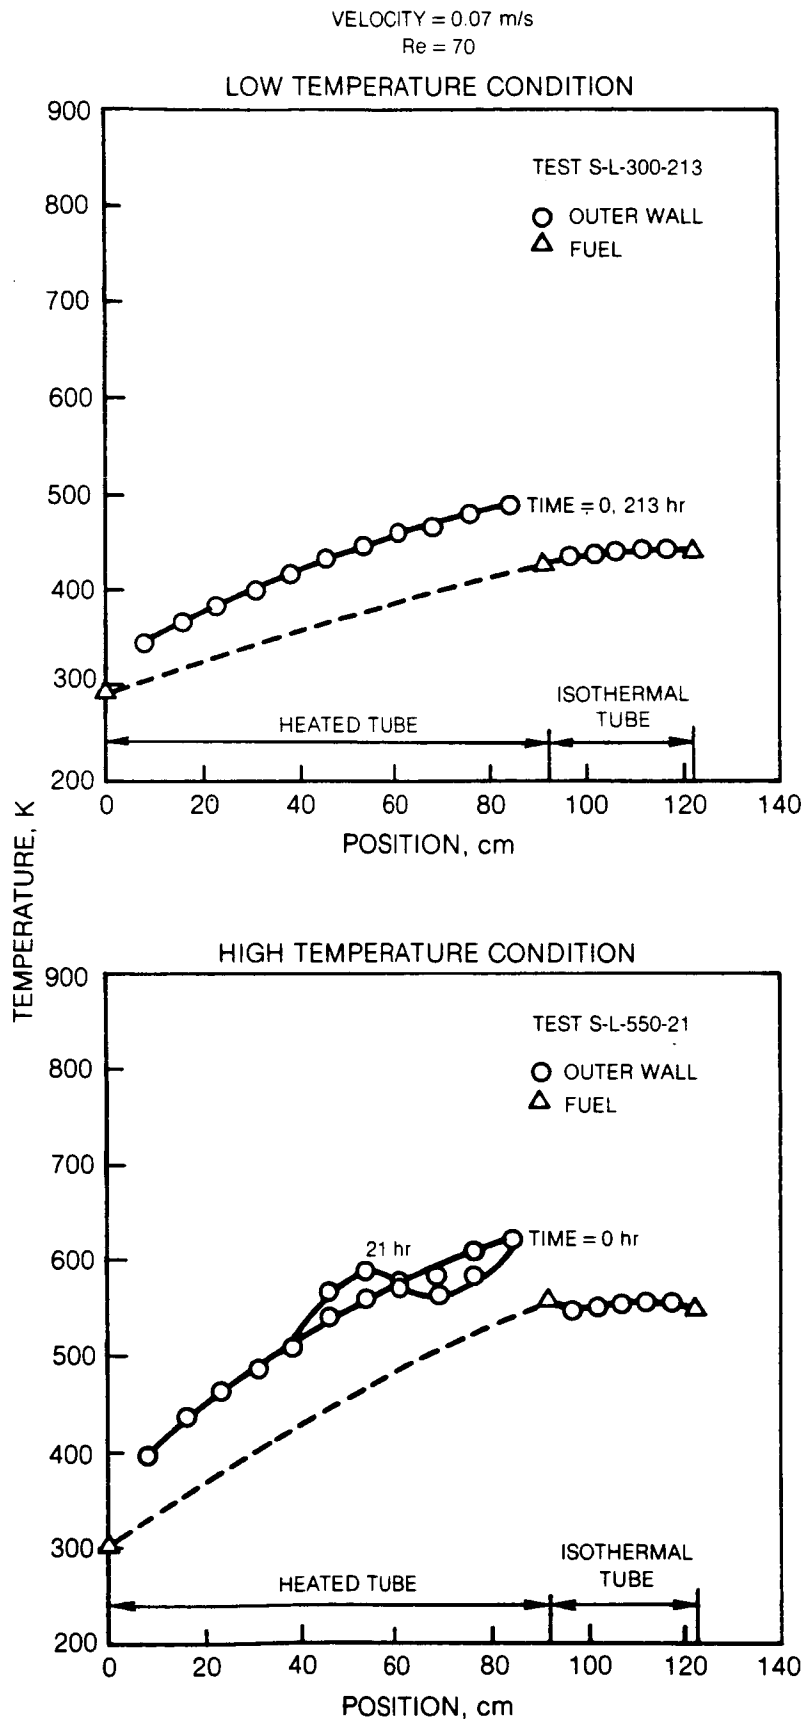 VELOCITY = 0.07 m/s
Re = 70
LOW TEMPERATURE CONDITION
900
800
700
600
500
400
300
200
TEST S-L-300-213
OUTER WALL
FUEL
TIME = 0, 213 hr
HEATED TUBE
ISOTHERMAL
TUBE
0 20 40 60 80 100 120 140
POSITION, cm
TEMPERATURE, K
HIGH TEMPERATURE CONDITION
900
800
700
600
500
400
300
200
TEST S-L-550-21
OUTER WALL
FUEL
21 hr
TIME = 0 hr
HEATED TUBE
ISOTHERMAL
TUBE
0 20 40 60 80 100 120 140
POSITION, cm